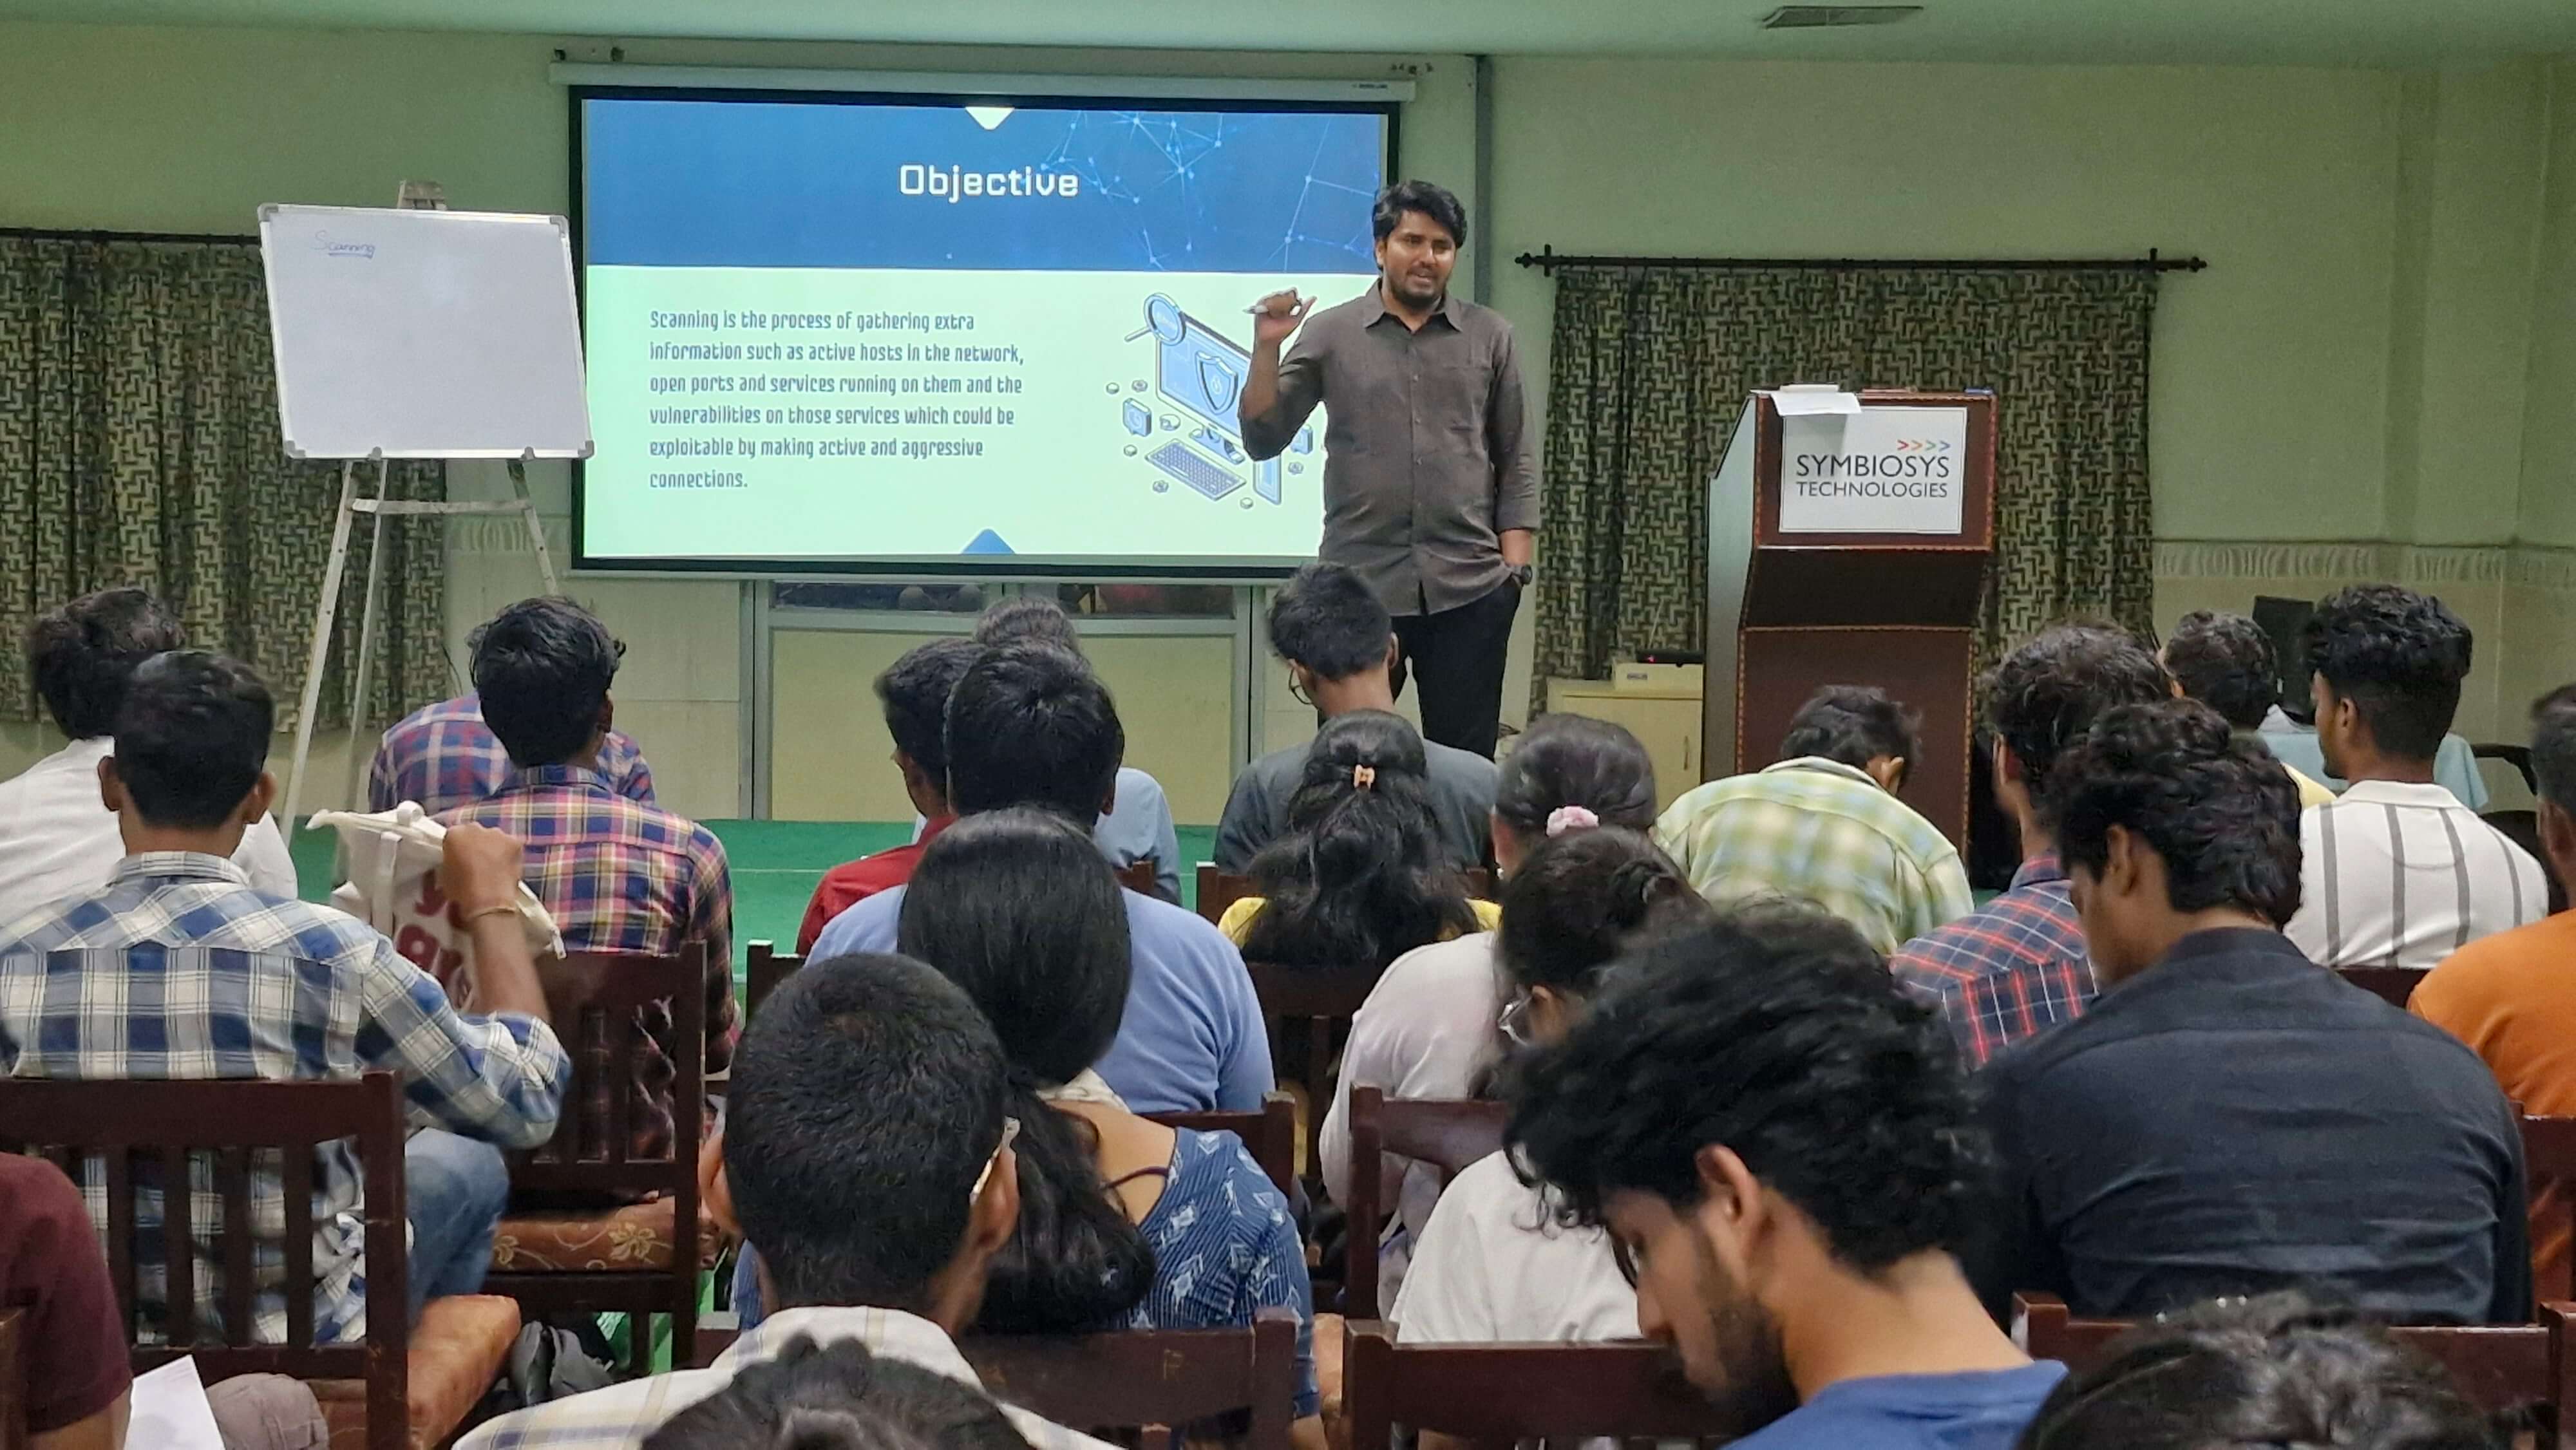 Objective
Scanning
Scanning is the process of gathering extra
information such as active hosts in the network,
open ports and services running on them and the
vulnerabilities on those services which could be
exploitable by making active and aggressive
connections.
>>>>
SYMBIOSYS
TECHNOLOGIES